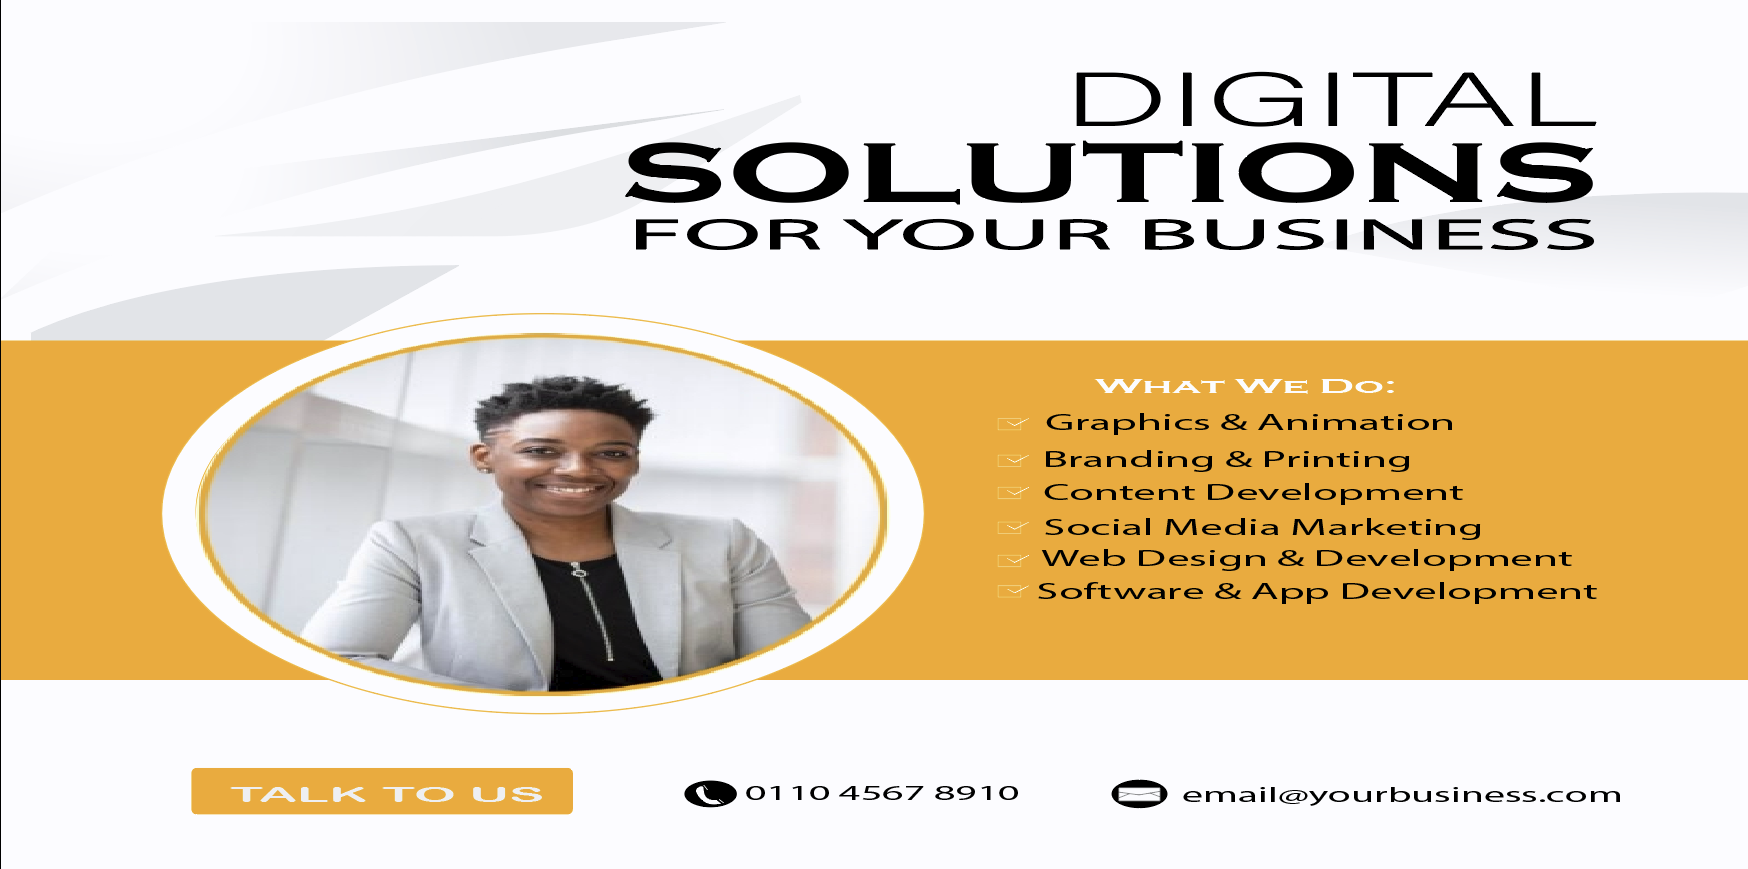 DIGITAL
SOLUTIONS
FOR YOUR BUSINESS
WHAT WE DO:
Graphics & Animation
Branding & Printing
Content Development
Social Media Marketing
Web Design & Development
Software & App Development
TALK TO US
0110 4567 8910
email@yourbusiness.com